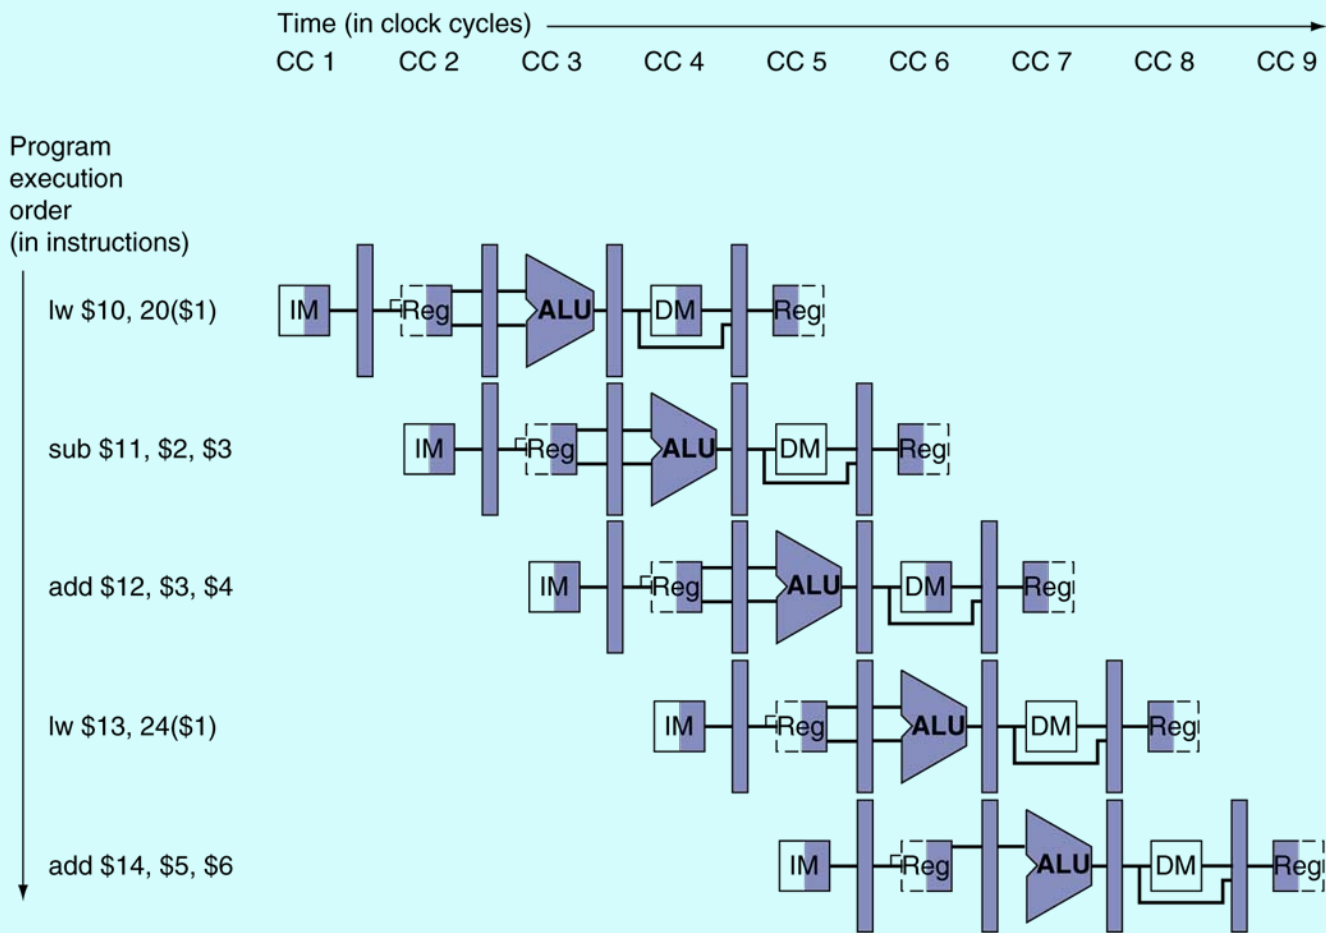 Time (in clock cycles)
CC 1 CC 2 CC 3 CC 4 CC 5 CC 6 CC 7 CC 8 CC 9
Program
execution
order
(in instructions)
lw $10, 20($1) IM Reg ALU DM Reg
sub $11, $2, $3 IM Reg ALU DM Reg
add $12, $3, $4 IM Reg ALU DM Reg
lw $13, 24($1) IM Reg ALU DM Reg
add $14, $5, $6 IM Reg ALU DM Reg